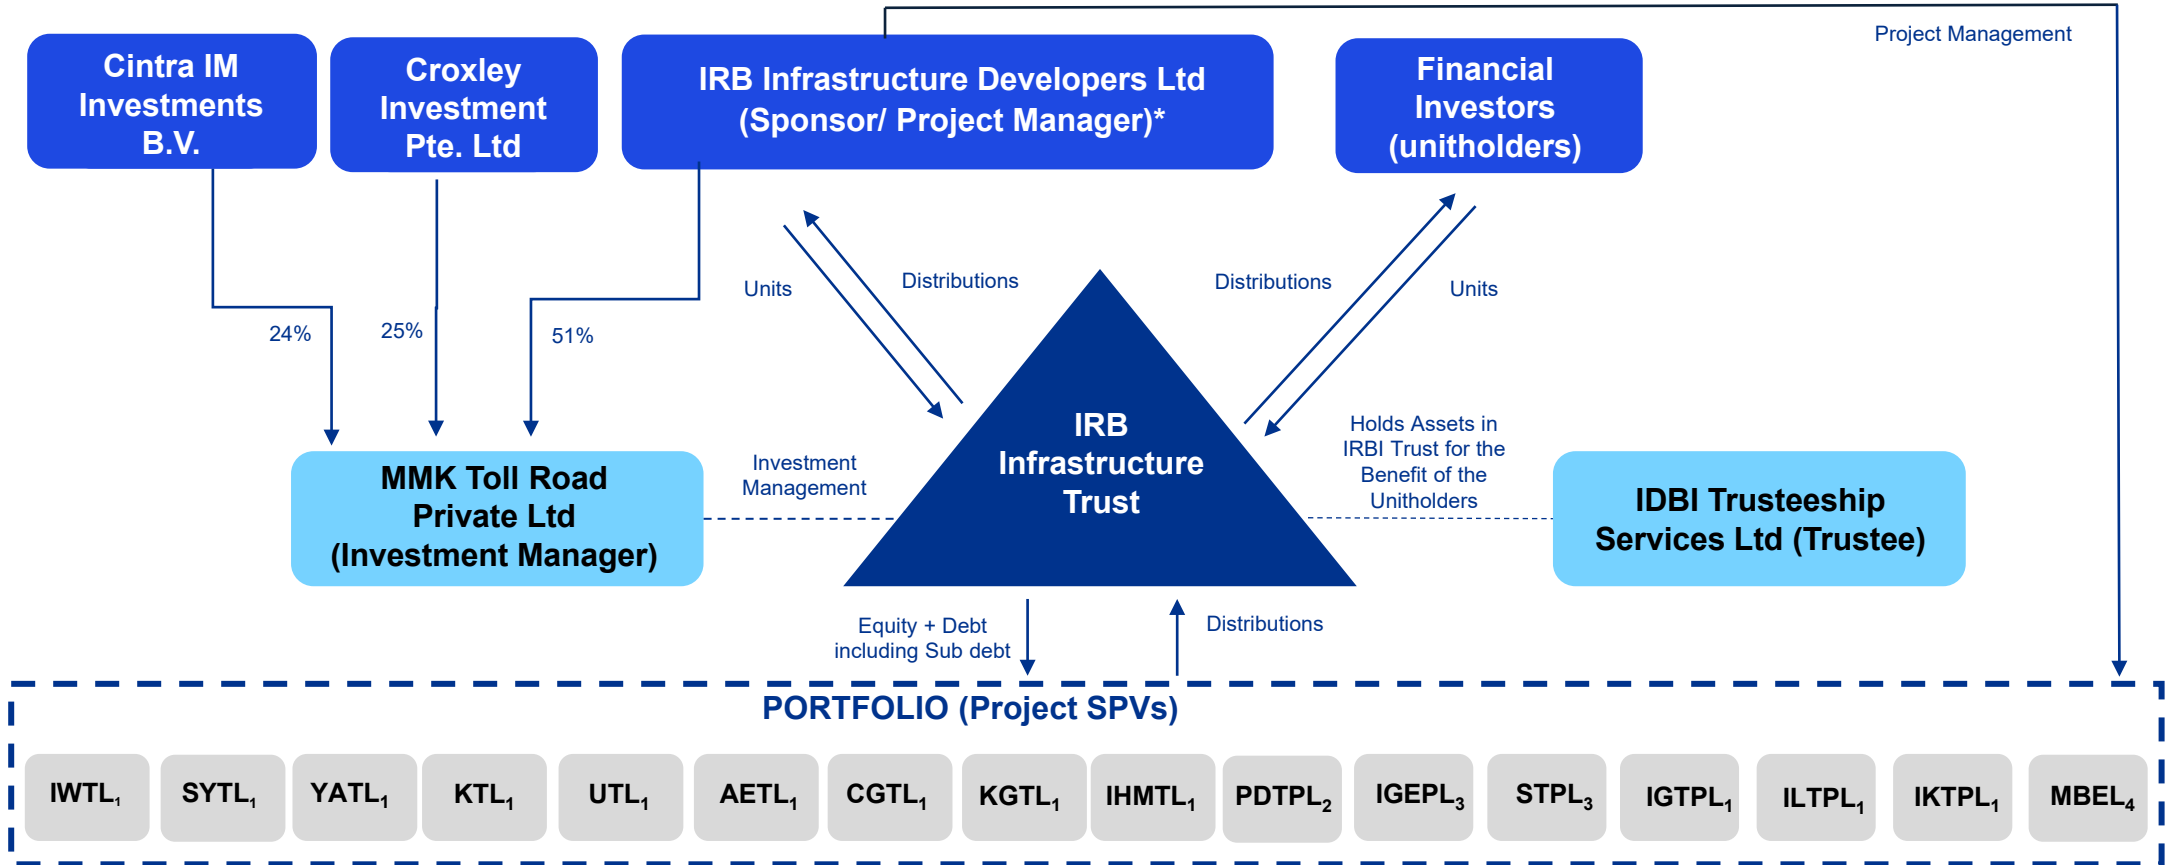 Project Management
Cintra IM
Investments
B.V.
Croxley
Investment
Pte. Ltd
IRB Infrastructure Developers Ltd
(Sponsor/ Project Manager)*
Financial
Investors
(unitholders)
Units
Distributions
Distributions
Units
24%
25%
51%
MMK Toll Road
Private Ltd
(Investment Manager)
Investment
Management
IRB
Infrastructure
Trust
Holds Assets in
IRBI Trust for the
Benefit of the
Unitholders
IDBI Trusteeship
Services Ltd (Trustee)
Equity + Debt
including Sub debt
Distributions
PORTFOLIO (Project SPVs)
IWTL₁
SYTL₁
YATL₁
KTL₁
UTL₁
AETL₁
CGTL₁
KGTL₁
IHMTL₁
PDTPL₂
IGEPL₃
STPL₃
IGTPL₁
ILTPL₁
IKTPL₁
MBEL₄